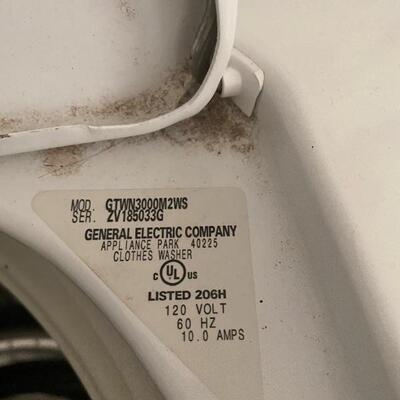 MOD. GTWN3000M2WS
SER. ZV185033G
GENERAL ELECTRIC COMPANY
APPLIANCE PARK 40225
CLOTHES WASHER
C UL US
LISTED 206H
120 VOLT
60 HZ
10.0 AMPS